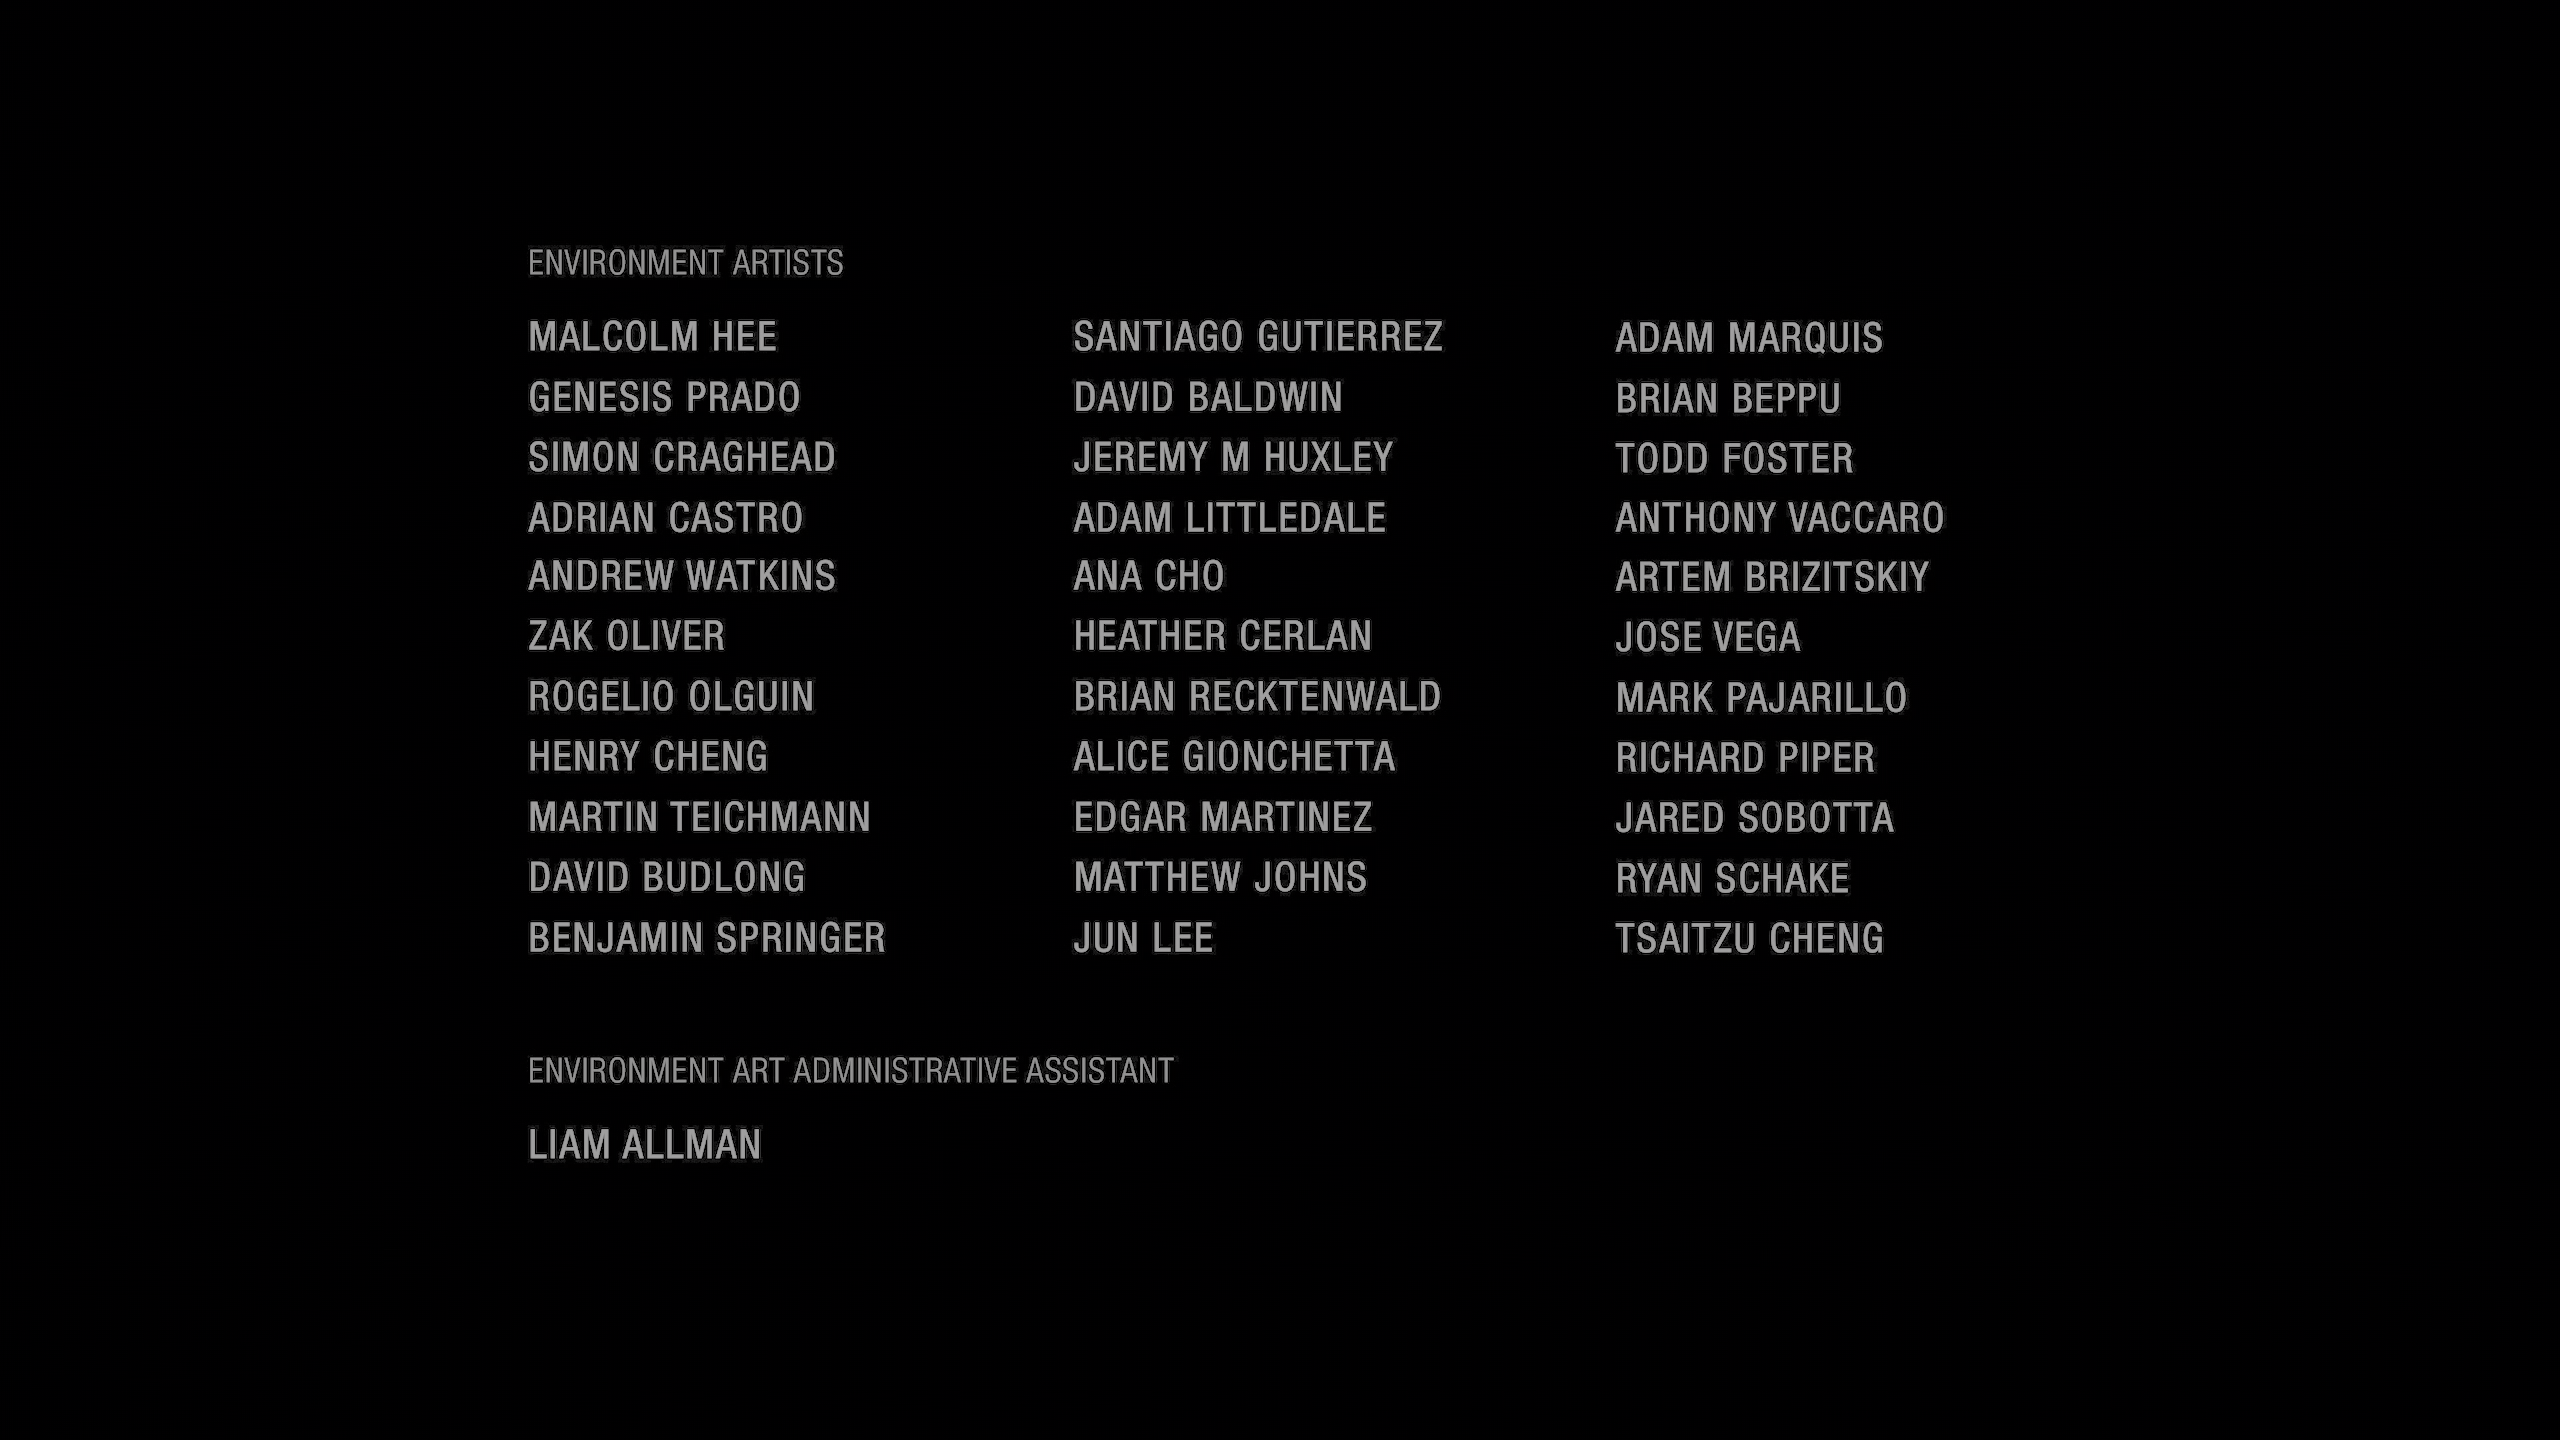 ENVIRONMENT ARTISTS
MALCOLM HEE
GENESIS PRADO
SIMON CRAGHEAD
ADRIAN CASTRO
ANDREW WATKINS
ZAK OLIVER
ROGELIO OLGUIN
HENRY CHENG
MARTIN TEICHMANN
DAVID BUDLONG
BENJAMIN SPRINGER
SANTIAGO GUTIERREZ
DAVID BALDWIN
JEREMY M HUXLEY
ADAM LITTLEDALE
ANA CHO
HEATHER CERLAN
BRIAN RECKTENWALD
ALICE GIONCHETTA
EDGAR MARTINEZ
MATTHEW JOHNS
JUN LEE
ADAM MARQUIS
BRIAN BEPPU
TODD FOSTER
ANTHONY VACCARO
ARTEM BRIZITSKIY
JOSE VEGA
MARK PAJARILLO
RICHARD PIPER
JARED SOBOTTA
RYAN SCHAKE
TSAITZU CHENG
ENVIRONMENT ART ADMINISTRATIVE ASSISTANT
LIAM ALLMAN